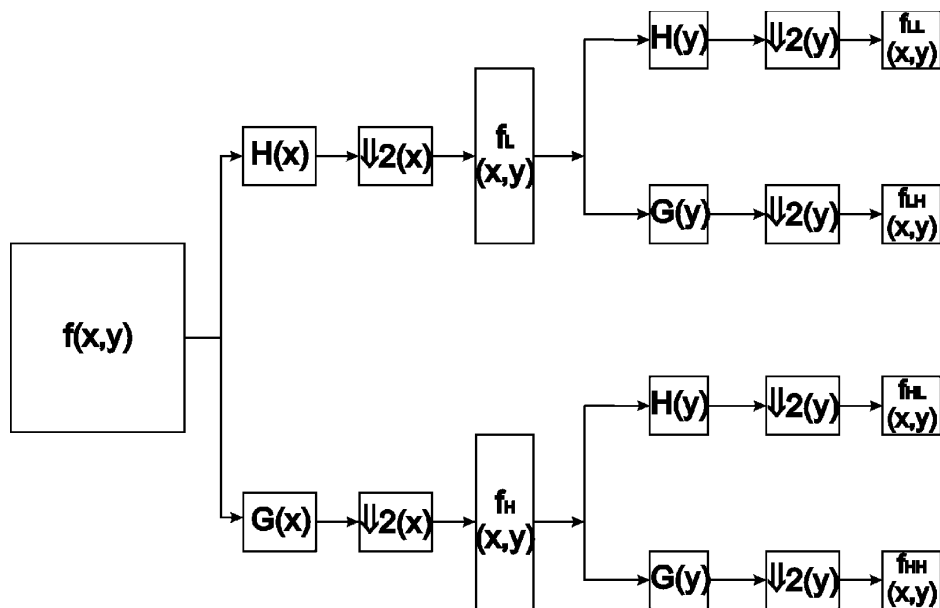 f(x,y)
H(x)
⇓2(x)
fL
(x,y)
H(y)
⇓2(y)
fLL
(x,y)
G(y)
⇓2(y)
fLH
(x,y)
G(x)
⇓2(x)
fH
(x,y)
H(y)
⇓2(y)
fHL
(x,y)
G(y)
⇓2(y)
fHH
(x,y)